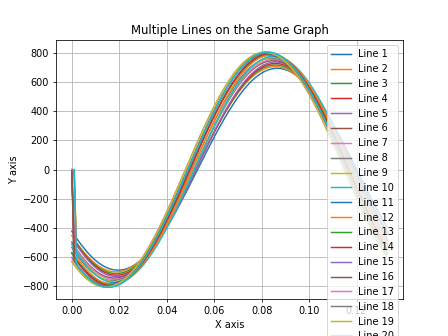 Multiple Lines on the Same Graph
Y axis
800
600
400
200
0
−200
−400
−600
−800
0.00
0.02
0.04
0.06
0.08
0.10
X axis
Line 1
Line 2
Line 3
Line 4
Line 5
Line 6
Line 7
Line 8
Line 9
Line 10
Line 11
Line 12
Line 13
Line 14
Line 15
Line 16
Line 17
Line 18
Line 19
Line 20